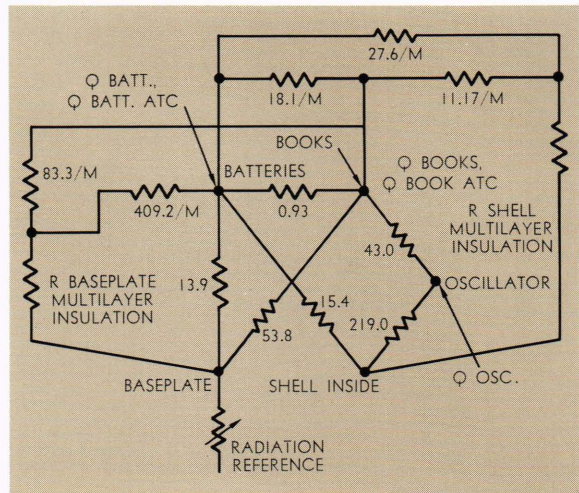 27.6/M
Q BATT.,
Q BATT. ATC
18.1/M
11.17/M
BOOKS
83.3/M
BATTERIES
Q BOOKS,
Q BOOK ATC
409.2/M
0.93
R SHELL
MULTILAYER
INSULATION
43.0
R BASEPLATE
MULTILAYER
INSULATION
13.9
15.4
OSCILLATOR
53.8
219.0
BASEPLATE
SHELL INSIDE
Q OSC.
RADIATION
REFERENCE